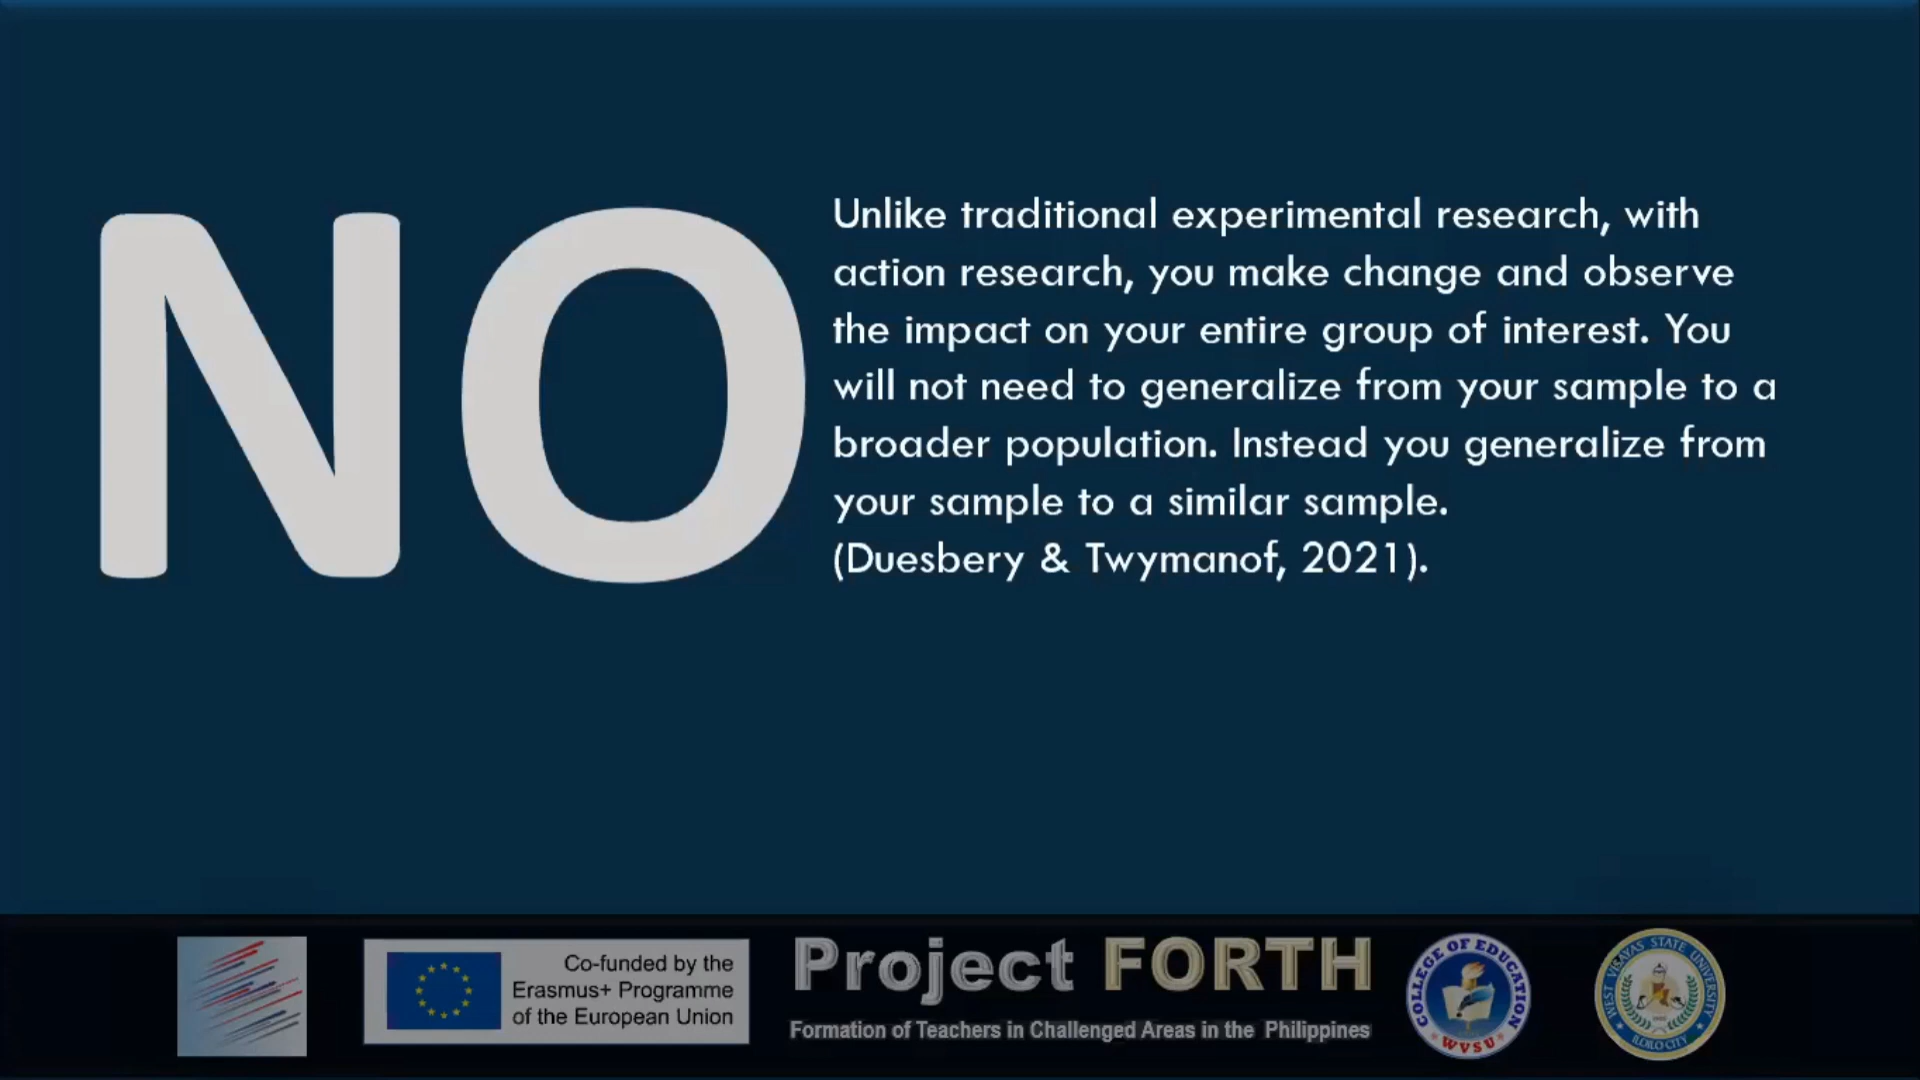 NO
Unlike traditional experimental research, with
action research, you make change and observe
the impact on your entire group of interest. You
will not need to generalize from your sample to a
broader population. Instead you generalize from
your sample to a similar sample.
(Duesbery & Twymanof, 2021).
Co-funded by the
Erasmus+ Programme
of the European Union
Project FORTH
Formation of Teachers in Challenged Areas in the Philippines
COLLEGE OF EDUCATION
WVSU
WEST VISAYAS STATE UNIVERSITY
ILOILO CITY